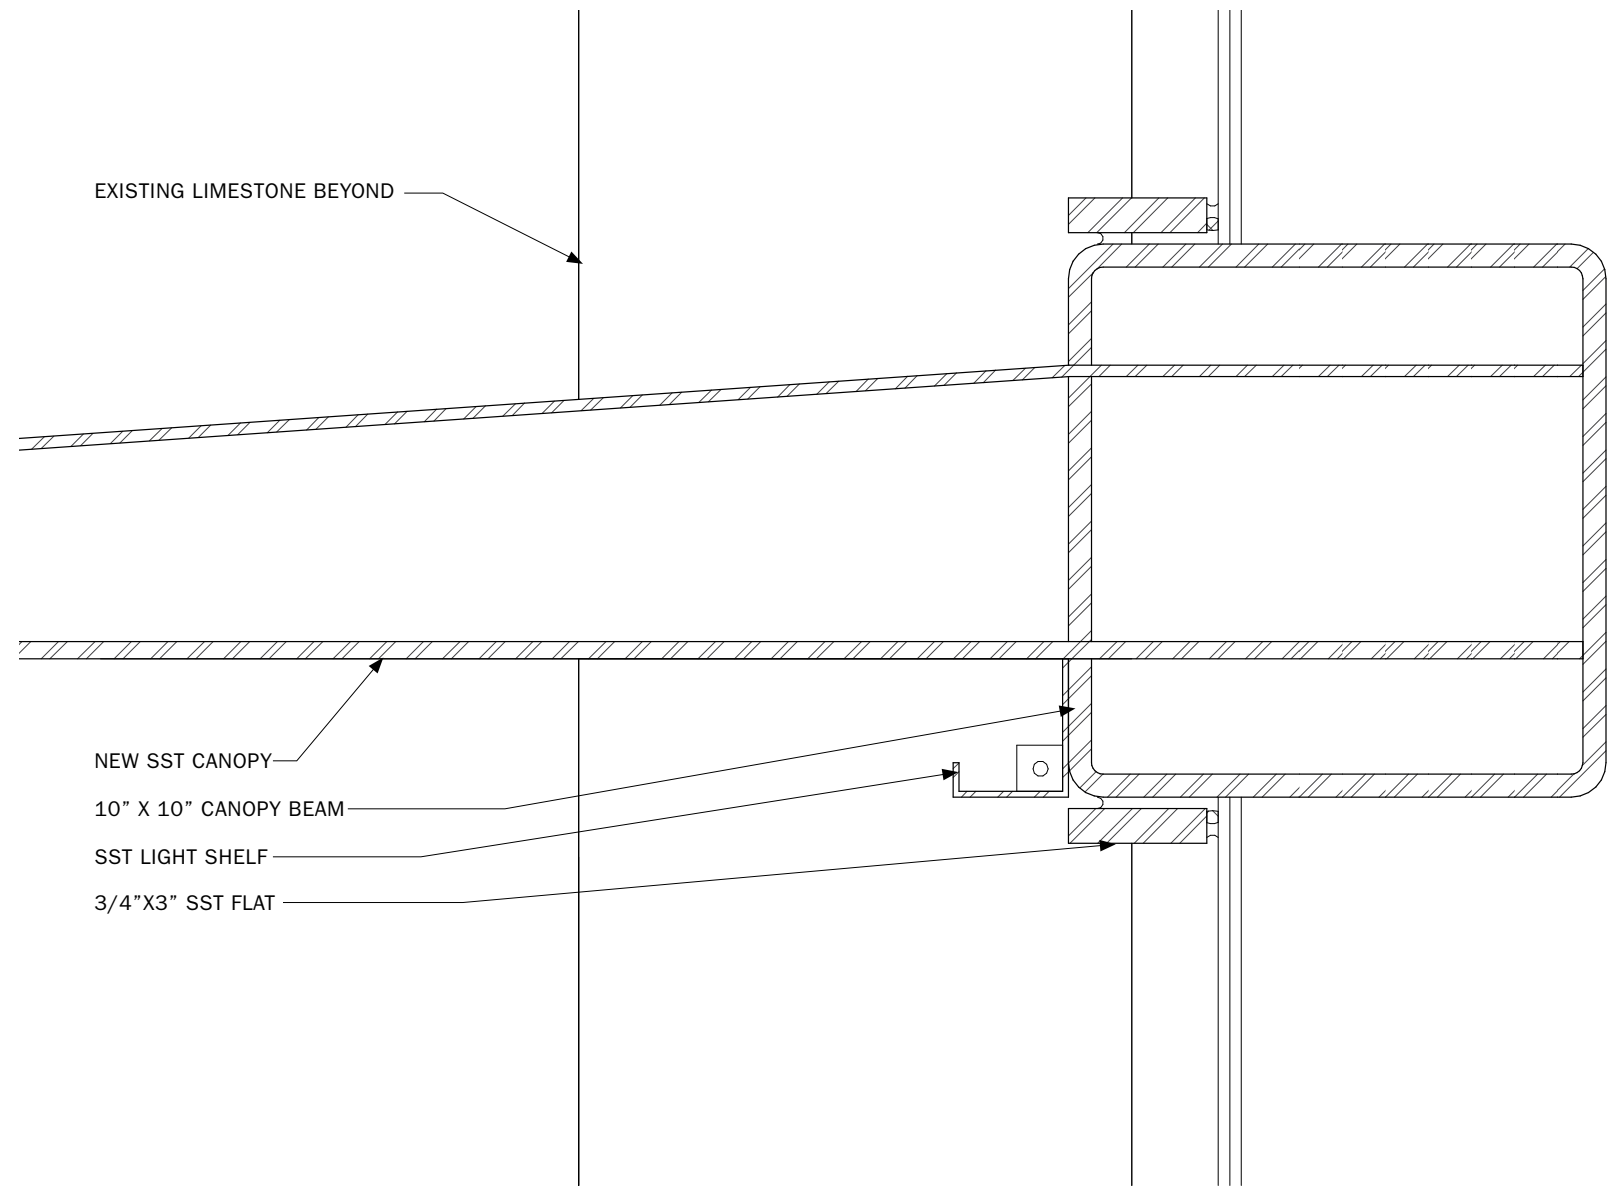 EXISTING LIMESTONE BEYOND
NEW SST CANOPY
10” X 10” CANOPY BEAM
SST LIGHT SHELF
3/4”X3” SST FLAT